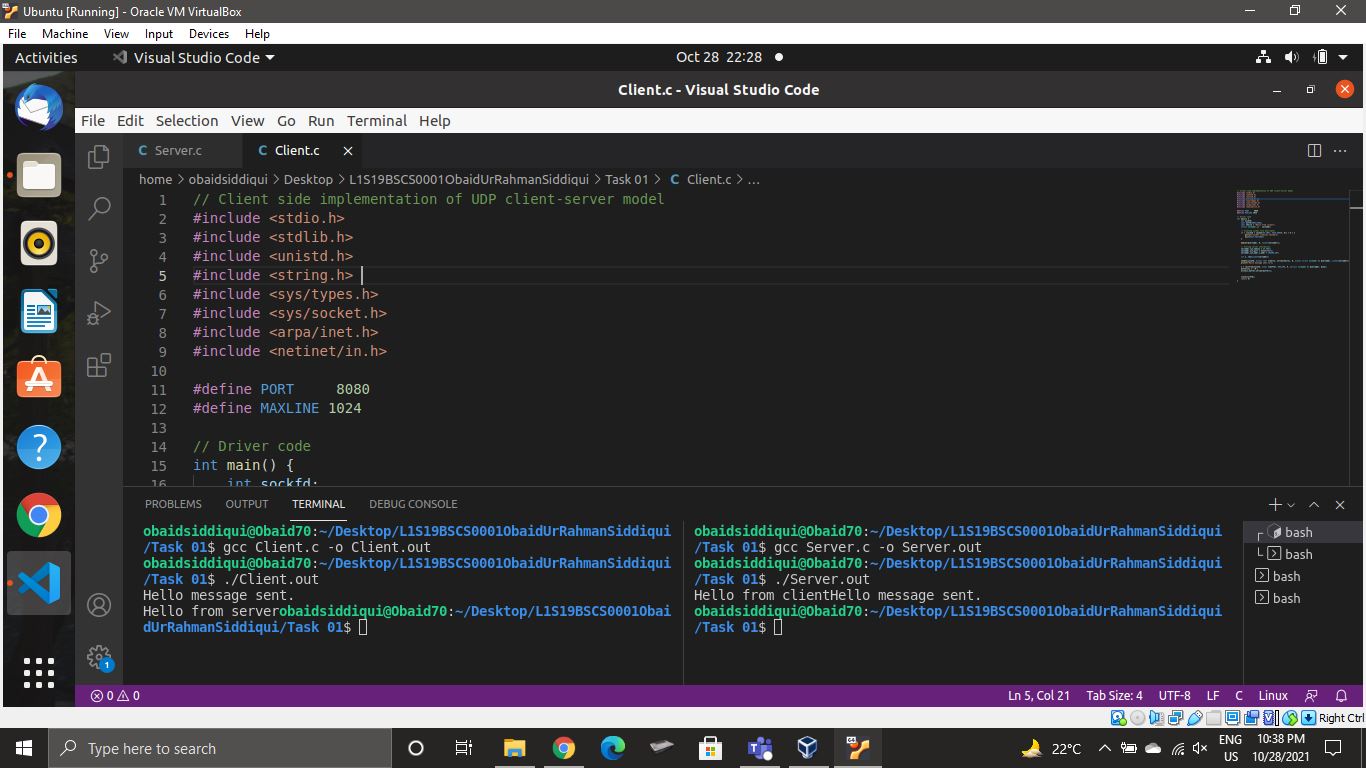 Ubuntu [Running] - Oracle VM VirtualBox
File Machine View Input Devices Help
Activities Visual Studio Code Oct 28 22:28
Client.c - Visual Studio Code
File Edit Selection View Go Run Terminal Help
C Server.c C Client.c
home > obaidsiddiqui > Desktop > L1S19BSCS0001ObaidUrRahmanSiddiqui > Task 01 > C Client.c > ...
1 // Client side implementation of UDP client-server model
2 #include <stdio.h>
3 #include <stdlib.h>
4 #include <unistd.h>
5 #include <string.h>
6 #include <sys/types.h>
7 #include <sys/socket.h>
8 #include <arpa/inet.h>
9 #include <netinet/in.h>
10
11 #define PORT     8080
12 #define MAXLINE 1024
13
14 // Driver code
15 int main() {
16     int sockfd;
PROBLEMS OUTPUT TERMINAL DEBUG CONSOLE
obaidsiddiqui@Obaid70:~/Desktop/L1S19BSCS0001ObaidUrRahmanSiddiqui
/Task 01$ gcc Client.c -o Client.out
obaidsiddiqui@Obaid70:~/Desktop/L1S19BSCS0001ObaidUrRahmanSiddiqui
/Task 01$ ./Client.out
Hello message sent.
Hello from serverobaidsiddiqui@Obaid70:~/Desktop/L1S19BSCS0001Obai
dUrRahmanSiddiqui/Task 01$
obaidsiddiqui@Obaid70:~/Desktop/L1S19BSCS0001ObaidUrRahmanSiddiqui
/Task 01$ gcc Server.c -o Server.out
obaidsiddiqui@Obaid70:~/Desktop/L1S19BSCS0001ObaidUrRahmanSiddiqui
/Task 01$ ./Server.out
Hello from clientHello message sent.
obaidsiddiqui@Obaid70:~/Desktop/L1S19BSCS0001ObaidUrRahmanSiddiqui
/Task 01$
bash
bash
bash
bash
1
0 0 Ln 5, Col 21 Tab Size: 4 UTF-8 LF C Linux
Right Ctrl
Type here to search
22°C
ENG
US
10:38 PM
10/28/2021